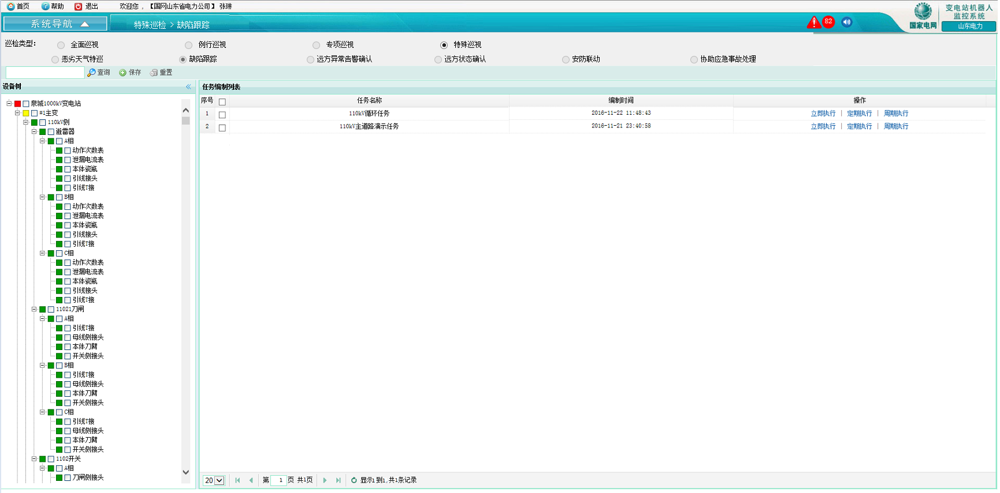 首页 帮助 退出 欢迎您，【国网山东省电力公司】 张琳
系统导航
特殊巡检 > 缺陷跟踪
82
国家电网
变电站机器人
监控系统
山东电力
巡检类型：
全面巡视 例行巡视 专项巡视 特殊巡视
恶劣天气特巡 缺陷跟踪 远方异常告警确认 远方状态确认 安防联动 协助应急事故处理
查询 保存 重置
设备树
泉城1000kV变电站
#1主变
110kV侧
避雷器
A相
动作次数表
泄漏电流表
本体瓷瓶
引线接头
引线T接
B相
动作次数表
泄漏电流表
本体瓷瓶
引线接头
引线T接
C相
动作次数表
泄漏电流表
本体瓷瓶
引线接头
引线T接
11021刀闸
A相
引线T接
母线侧接头
本体刀臂
开关侧接头
B相
引线T接
母线侧接头
本体刀臂
开关侧接头
C相
引线T接
母线侧接头
本体刀臂
开关侧接头
1102开关
A相
刀闸侧接头
任务编制列表
序号 任务名称 编制时间 操作
1 110kV循环任务 2016-11-22 11:48:43 立即执行 | 定期执行 | 周期执行
2 110kV主道路演示任务 2016-11-21 23:40:58 立即执行 | 定期执行 | 周期执行
20 第 1 页 共1页 显示1到1,共1条记录